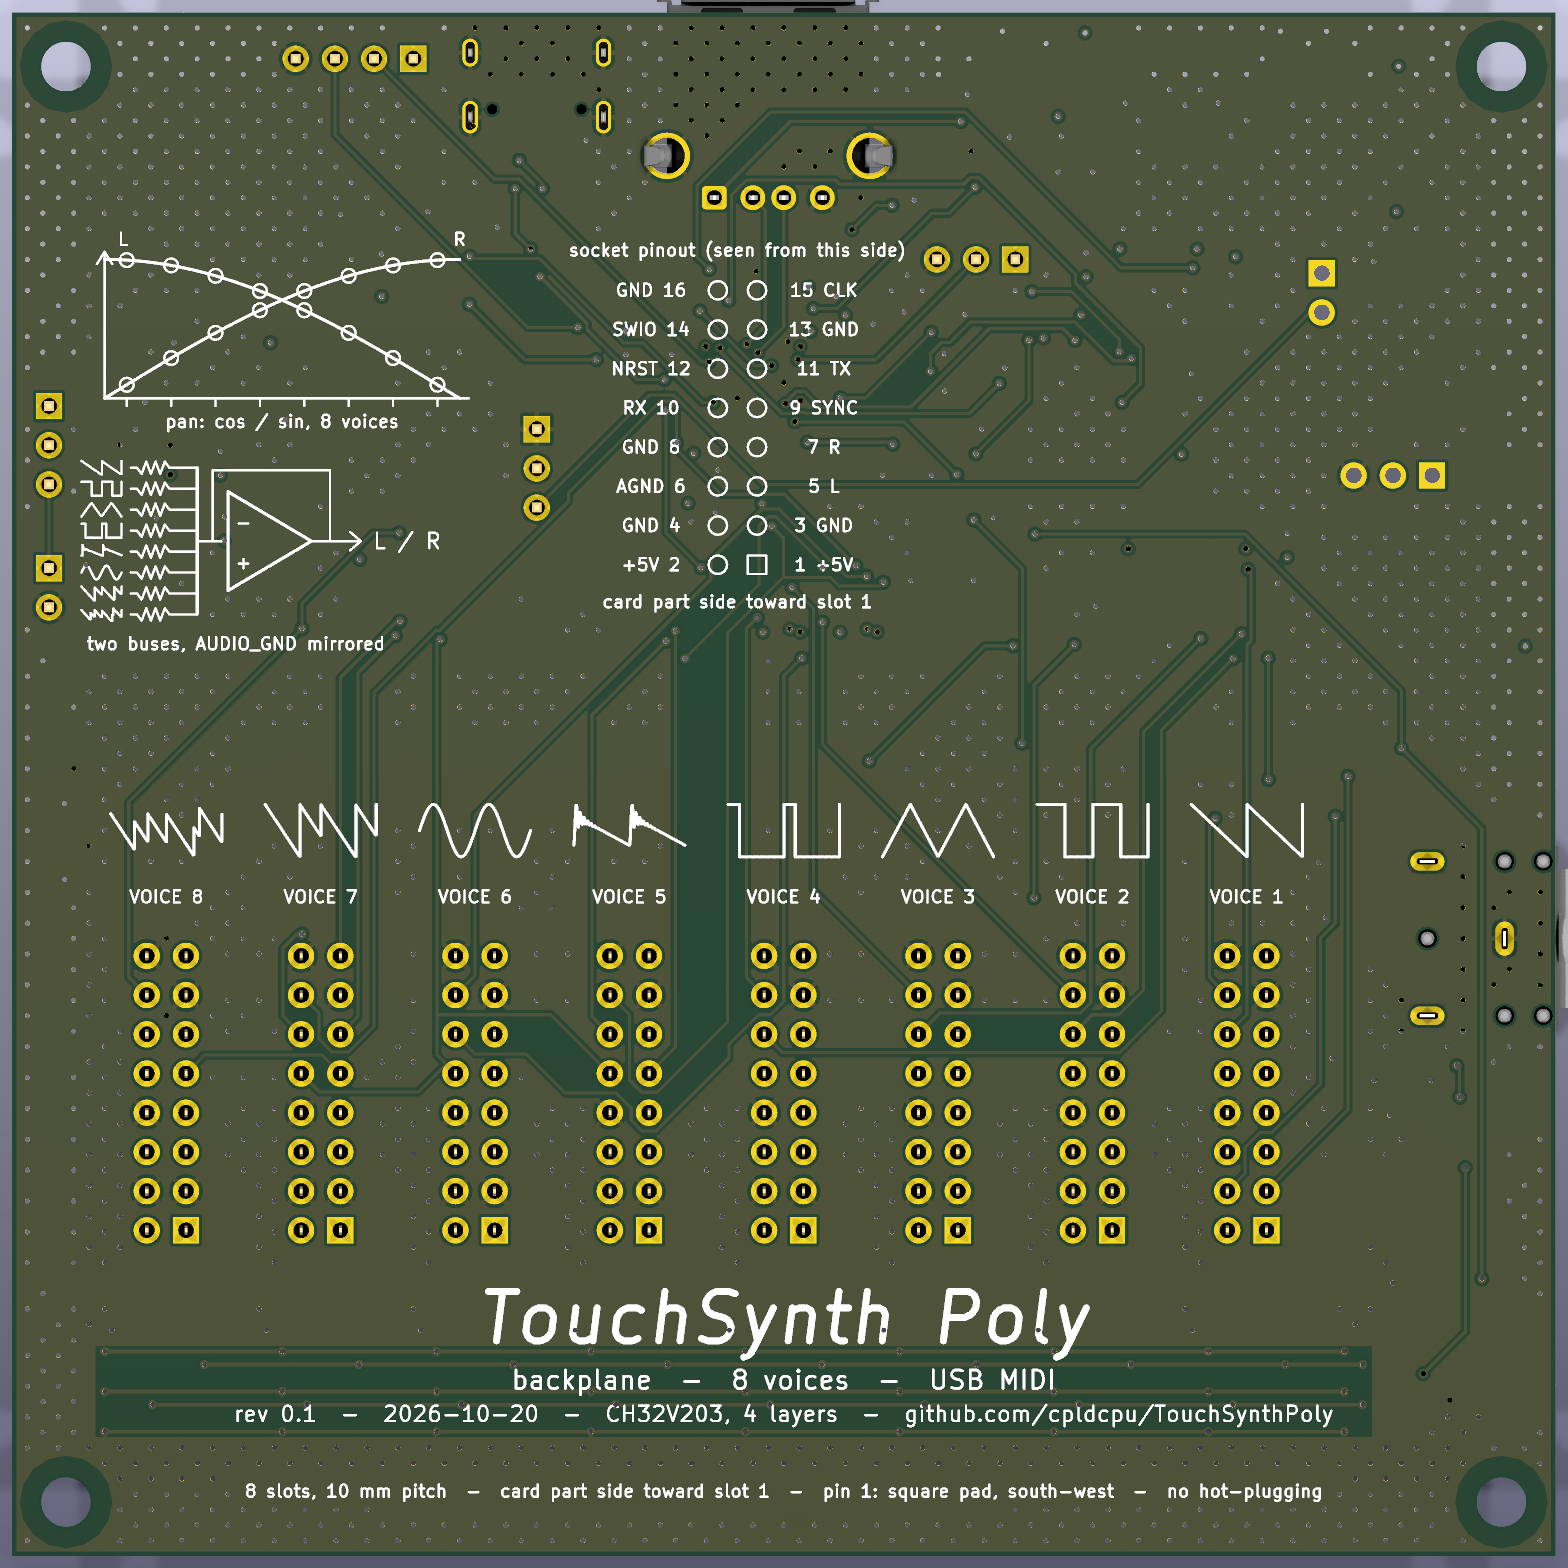 L
R
pan: cos / sin, 8 voices
socket pinout (seen from this side)
GND 16 15 CLK
SWIO 14 13 GND
NRST 12 11 TX
RX 10 9 SYNC
GND 8 7 R
AGND 6 5 L
GND 4 3 GND
+5V 2 1 +5V
card part side toward slot 1
−
+
L / R
two buses, AUDIO_GND mirrored
VOICE 8 VOICE 7 VOICE 6 VOICE 5 VOICE 4 VOICE 3 VOICE 2 VOICE 1
TouchSynth Poly
backplane — 8 voices — USB MIDI
rev 0.1 — 2026-10-20 — CH32V203, 4 layers — github.com/cpldcpu/TouchSynthPoly
8 slots, 10 mm pitch — card part side toward slot 1 — pin 1: square pad, south-west — no hot-plugging